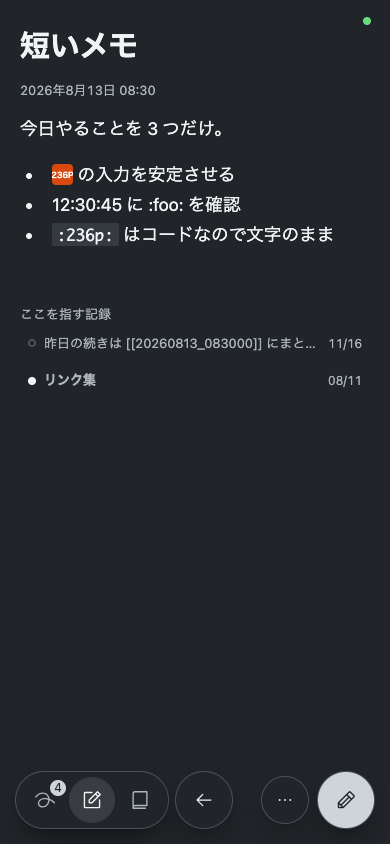 短いメモ
2026年8月13日 08:30
今日やることを 3 つだけ。
236P の入力を安定させる
12:30:45 に :foo: を確認
:236p: はコードなので文字のまま
ここを指す記録
昨日の続きは [[20260813_083000]] にまと… 11/16
リンク集 08/11
4